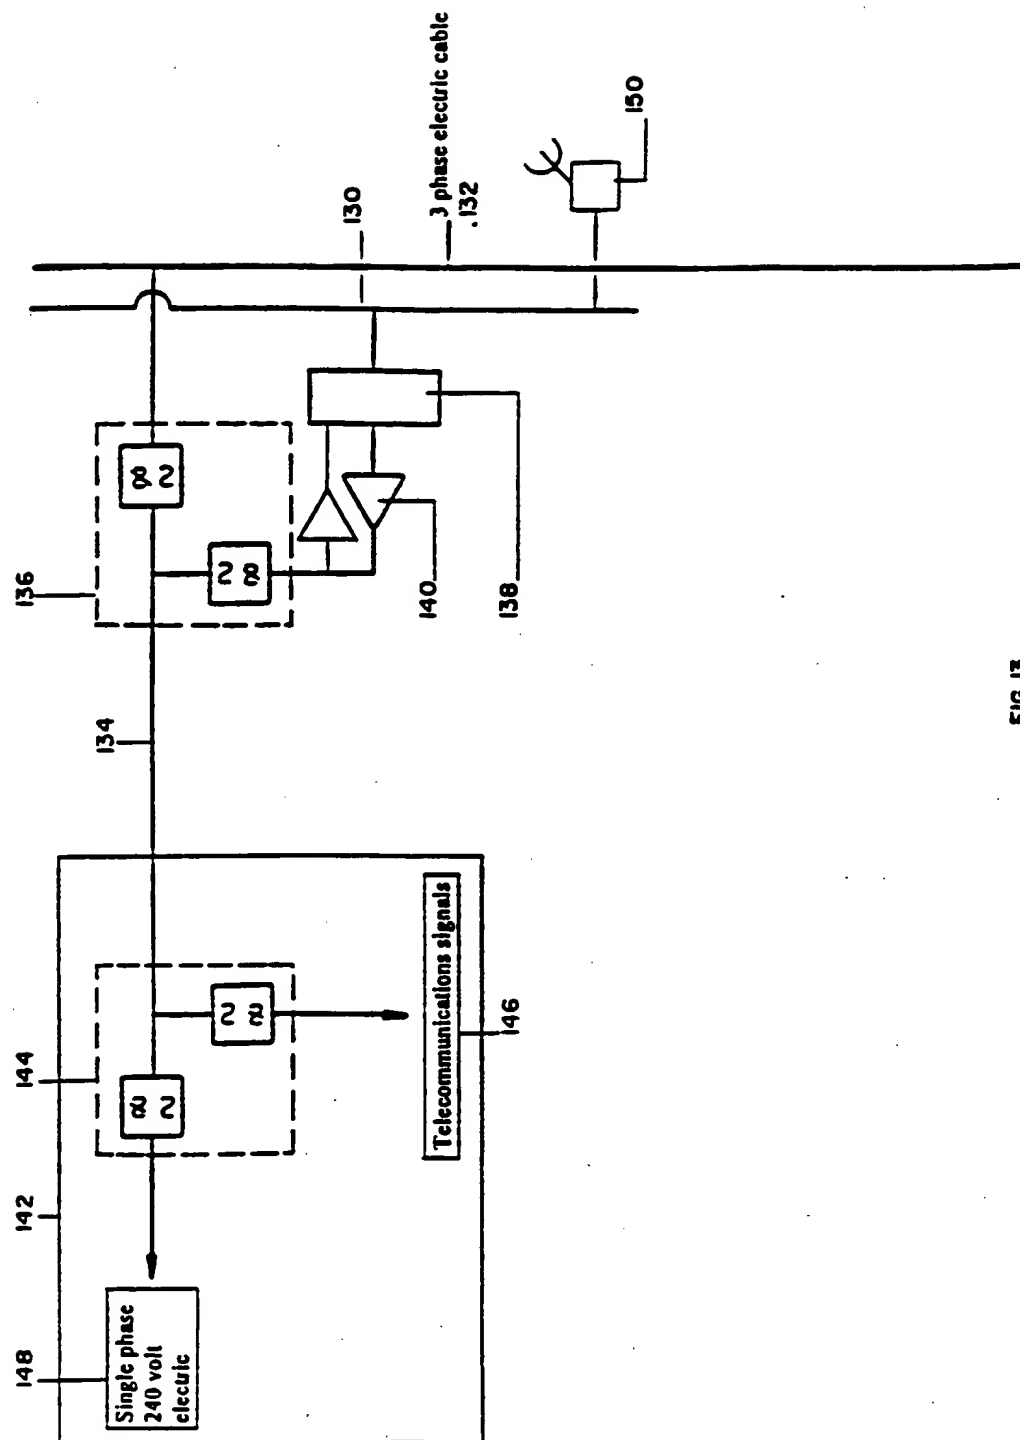 148
142
144
136
134
Single phase
240 volt
electric
130
140
3 phase electric cable
.132
Telecommunications signals
146
138
150
FIG 13